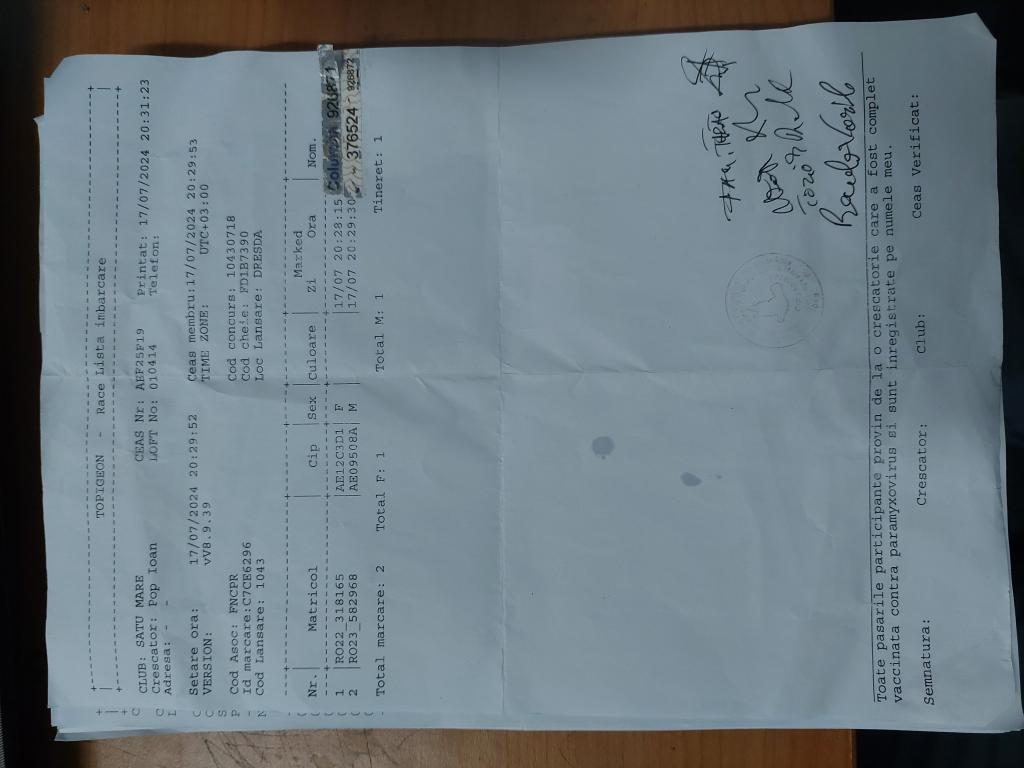 TOPIGEON - Race Lista imbarcare
CLUB: SATU MARE CEAS Nr: AEF25F19 Printat: 17/07/2024 20:31:23
Crescator: Pop Ioan LOFT No: 010414 Telefon:
Adresa: - -
Setare ora: 17/07/2024 20:29:52 Ceas membru:17/07/2024 20:29:53
VERSION: vV8.9.39 TIME ZONE: UTC+03:00
Cod Asoc: FNCPR Cod concurs: 10430718
Id marcare:C7CE6296 Cod cheie: FD1B7390
Cod Lansare: 1043 Loc Lansare: DRESDA
Marked
Nr. Matricol Cip Sex Culoare Zi Ora Nom.
1 RO22_318165 AE12C3D1 F 17/07 20:28:15
2 RO23_582968 AE09508A M 17/07 20:29:30 376524
Total marcare: 2 Total F: 1 Total M: 1 Tineret: 1
Toate pasarile participante provin de la o crescatorie care a fost complet
vaccinata contra paramyxovirus si sunt inregistrate pe numele meu.
Semnatura: Crescator: Club: Ceas Verificat: